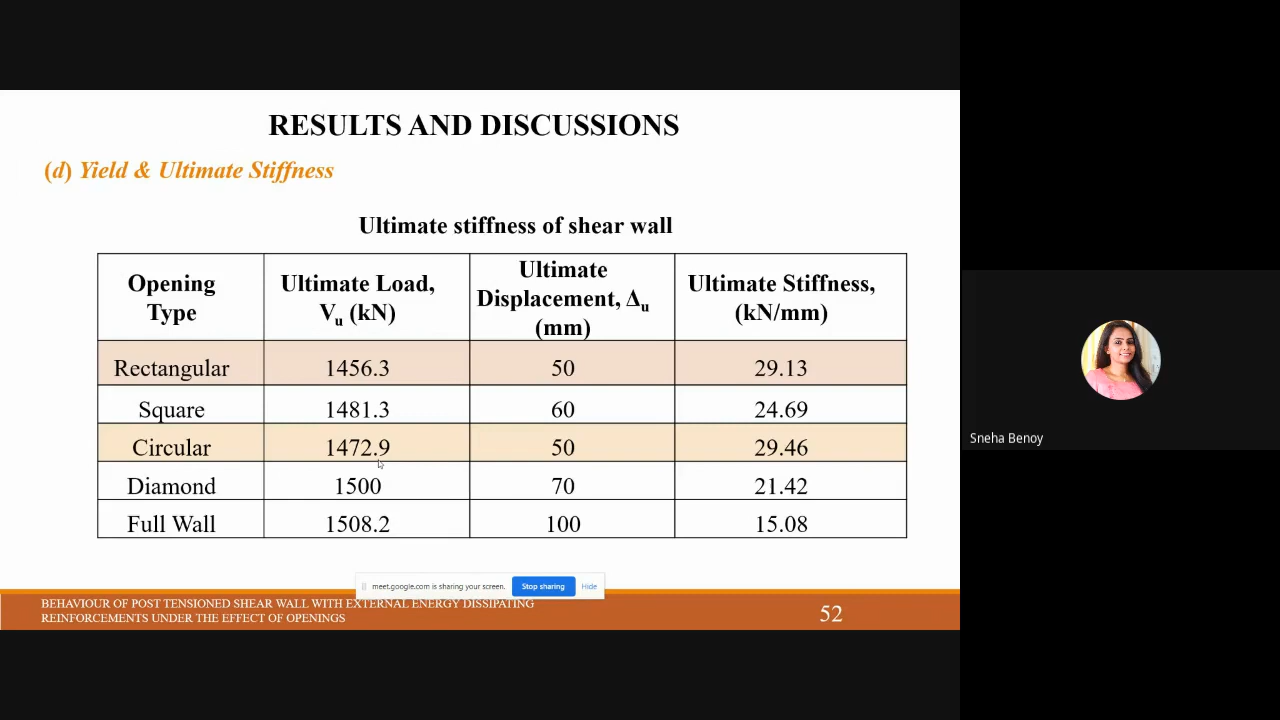 RESULTS AND DISCUSSIONS
(d) Yield & Ultimate Stiffness
Ultimate stiffness of shear wall
Opening Type
Ultimate Load, Vu (kN)
Ultimate Displacement, Δu (mm)
Ultimate Stiffness, (kN/mm)
Rectangular 1456.3 50 29.13
Square 1481.3 60 24.69
Circular 1472.9 50 29.46
Diamond 1500 70 21.42
Full Wall 1508.2 100 15.08
meet.google.com is sharing your screen. Stop sharing Hide
BEHAVIOUR OF POST TENSIONED SHEAR WALL WITH EXTERNAL ENERGY DISSIPATING
REINFORCEMENTS UNDER THE EFFECT OF OPENINGS
52
Sneha Benoy